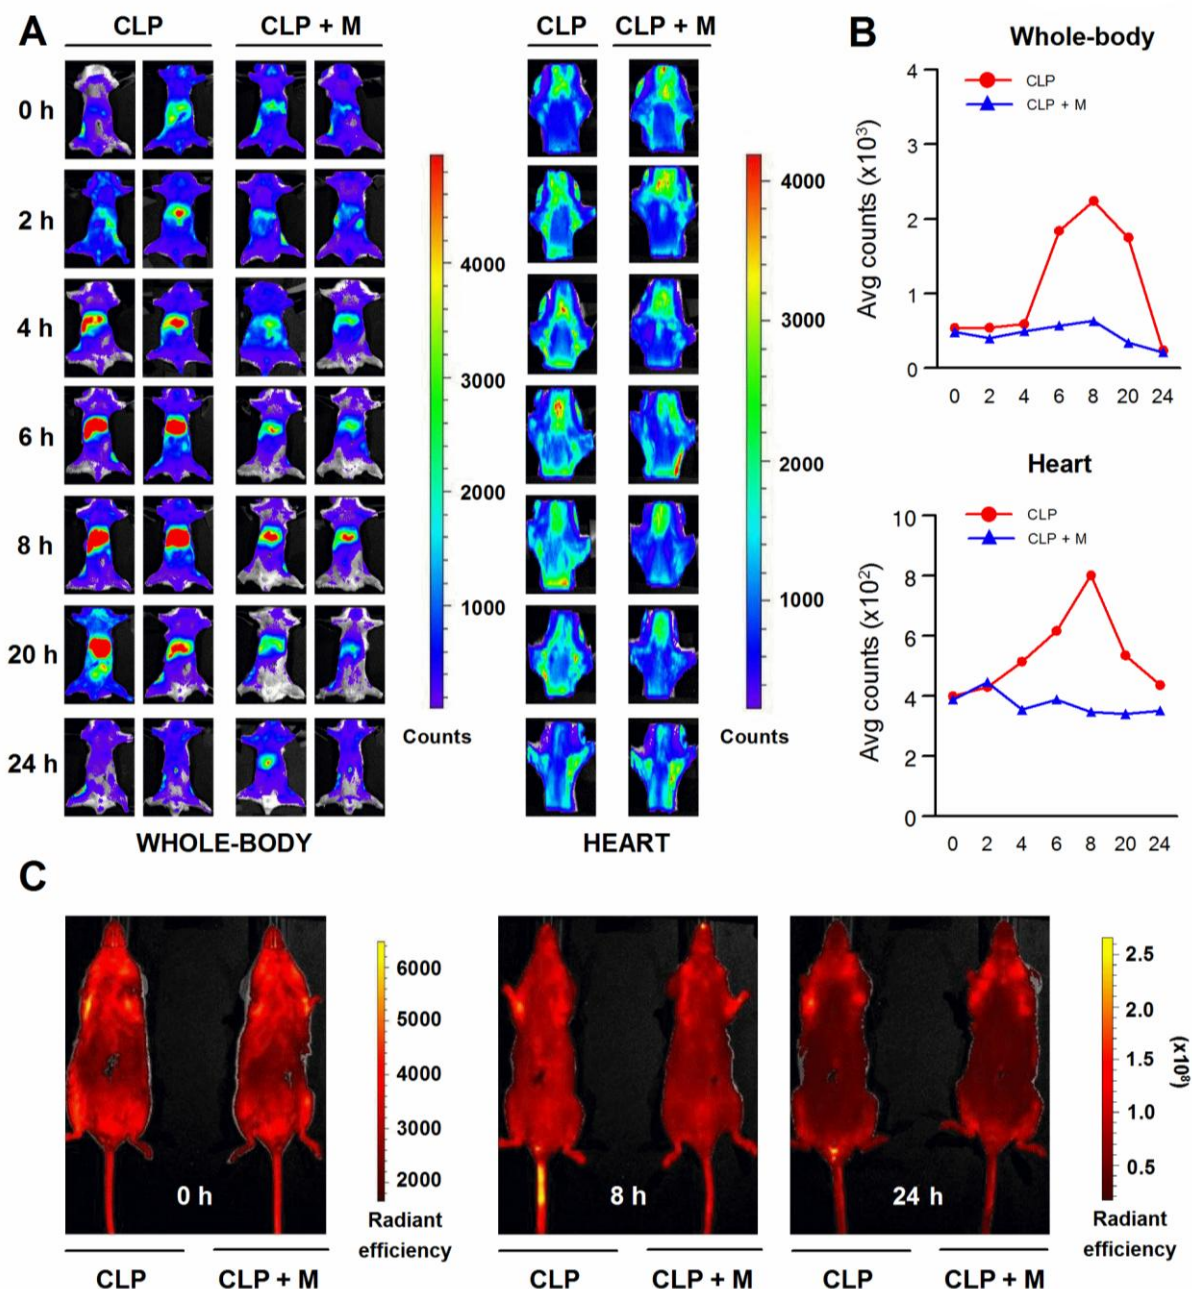 A
CLP
CLP + M
CLP
CLP + M
0 h
2 h
4 h
6 h
8 h
20 h
24 h
4000
3000
2000
1000
Counts
4000
3000
2000
1000
Counts
WHOLE-BODY
HEART
B
Whole-body
CLP
CLP + M
Avg counts (x10³)
4
3
2
1
0
0 2 4 6 8 20 24
Heart
CLP
CLP + M
Avg counts (x10²)
10
8
6
4
2
0
0 2 4 6 8 20 24
C
0 h
6000
5000
4000
3000
2000
Radiant
efficiency
CLP
CLP + M
8 h
24 h
2.5
2.0
1.5
1.0
0.5
(x10⁸)
Radiant
efficiency
CLP
CLP + M
CLP
CLP + M